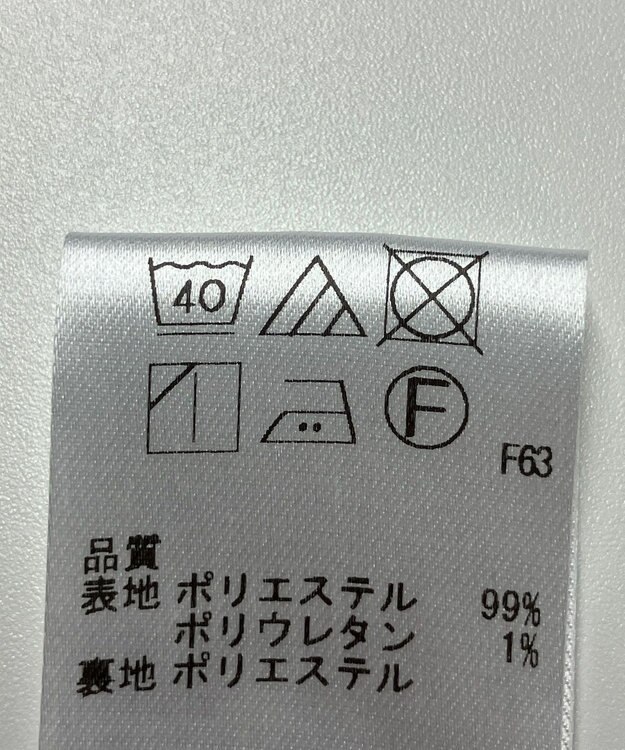 40
F
F63
品質
表地 ポリエステル 99%
ポリウレタン 1%
裏地 ポリエステル